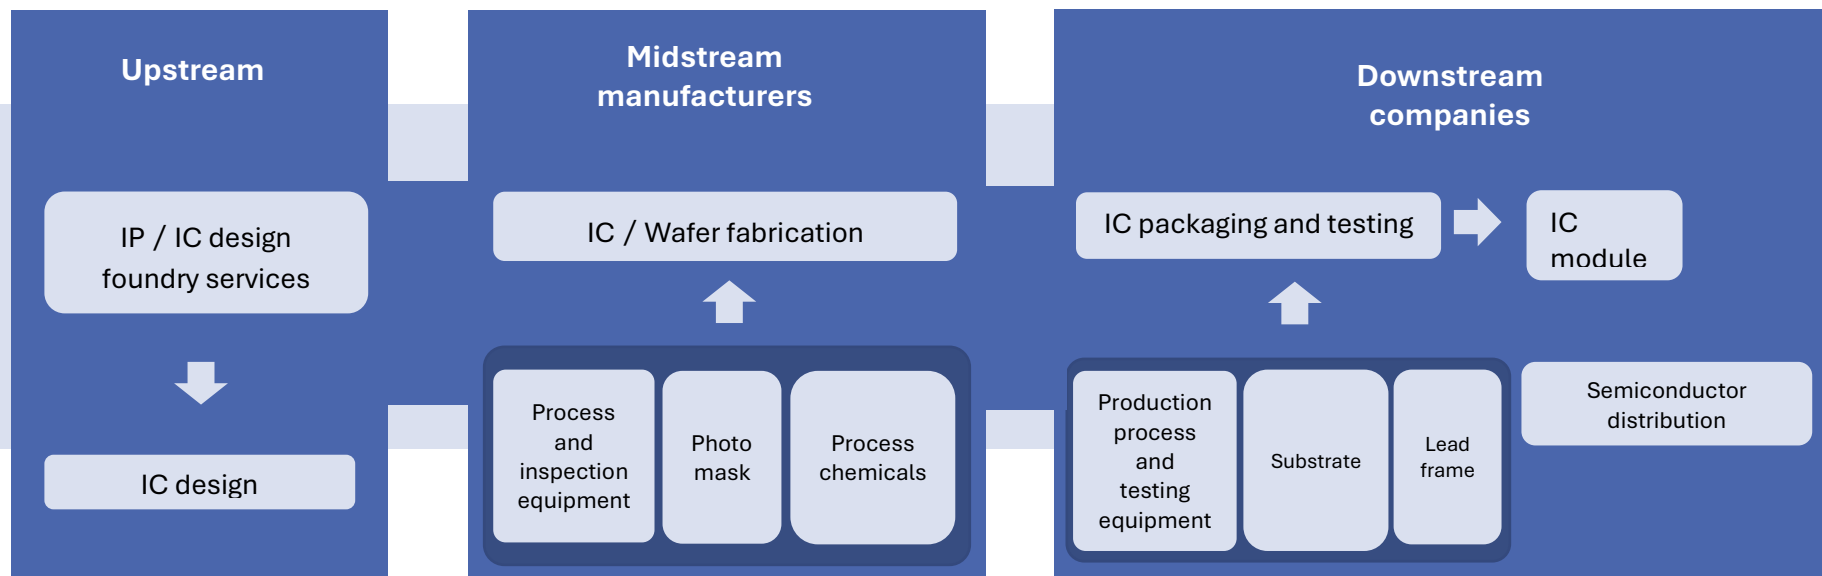 Upstream
IP / IC design
foundry services
IC design
Midstream
manufacturers
IC / Wafer fabrication
Process
and
inspection
equipment
Photo
mask
Process
chemicals
Downstream
companies
IC packaging and testing
IC
module
Production
process
and
testing
equipment
Substrate
Lead
frame
Semiconductor
distribution